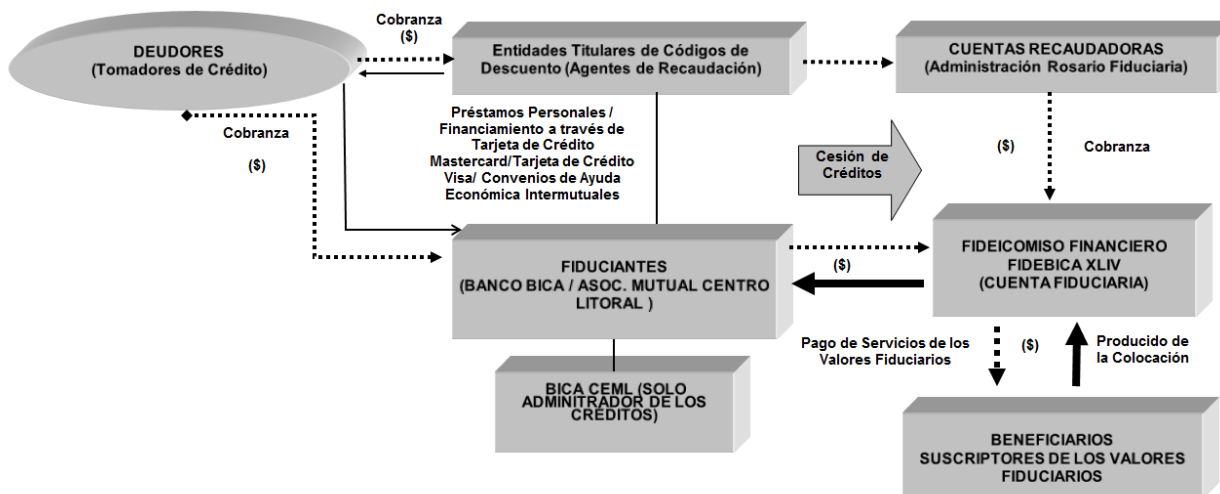 DEUDORES
(Tomadores de Crédito)
Cobranza
($)
Entidades Titulares de Códigos de
Descuento (Agentes de Recaudación)
CUENTAS RECAUDADORAS
(Administración Rosario Fiduciaria)
Cobranza
($)
Préstamos Personales /
Financiamiento a través de
Tarjeta de Crédito
Mastercard/Tarjeta de Crédito
Visa/ Convenios de Ayuda
Económica Intermutuales
Cesión de
Créditos
($)
Cobranza
FIDUCIANTES
(BANCO BICA / ASOC. MUTUAL CENTRO
LITORAL )
($)
FIDEICOMISO FINANCIERO
FIDEBICA XLIV
(CUENTA FIDUCIARIA)
Pago de Servicios de los
Valores Fiduciarios
($)
Producido de
la Colocación
BICA CEML (SOLO
ADMINITRADOR DE LOS
CRÉDITOS)
BENEFICIARIOS
SUSCRIPTORES DE LOS VALORES
FIDUCIARIOS